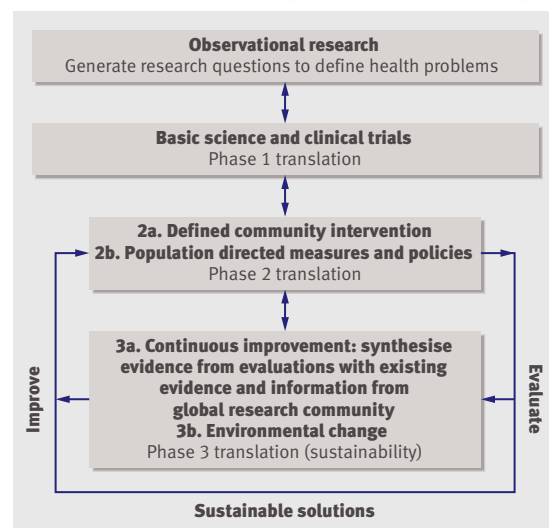 Observational research
Generate research questions to define health problems
Basic science and clinical trials
Phase 1 translation
2a. Defined community intervention
2b. Population directed measures and policies
Phase 2 translation
3a. Continuous improvement: synthesise
evidence from evaluations with existing
evidence and information from
global research community
3b. Environmental change
Phase 3 translation (sustainability)
Improve
Evaluate
Sustainable solutions